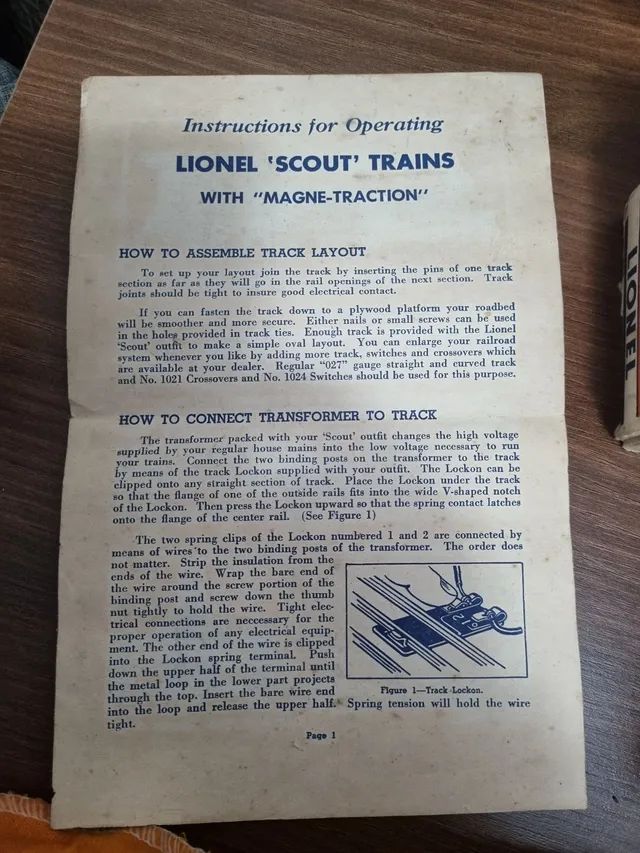 Instructions for Operating
LIONEL 'SCOUT' TRAINS
WITH "MAGNE-TRACTION"
HOW TO ASSEMBLE TRACK LAYOUT
To set up your layout join the track by inserting the pins of one track
section as far as they will go in the rail openings of the next section. Track
joints should be tight to insure good electrical contact.
If you can fasten the track down to a plywood platform your roadbed
will be smoother and more secure. Either nails or small screws can be used
in the holes provided in track ties. Enough track is provided with the Lionel
'Scout' outfit to make a simple oval layout. You can enlarge your railroad
system whenever you like by adding more track, switches and crossovers which
are available at your dealer. Regular "027" gauge straight and curved track
and No. 1021 Crossovers and No. 1024 Switches should be used for this purpose.
HOW TO CONNECT TRANSFORMER TO TRACK
The transformer packed with your 'Scout' outfit changes the high voltage
supplied by your regular house mains into the low voltage necessary to run
your trains. Connect the two binding posts on the transformer to the track
by means of the track Lockon supplied with your outfit. The Lockon can be
clipped onto any straight section of track. Place the Lockon under the track
so that the flange of one of the outside rails fits into the wide V-shaped notch
of the Lockon. Then press the Lockon upward so that the spring contact latches
onto the flange of the center rail. (See Figure 1)
The two spring clips of the Lockon numbered 1 and 2 are connected by
means of wires to the two binding posts of the transformer. The order does
not matter. Strip the insulation from the
ends of the wire. Wrap the bare end of
the wire around the screw portion of the
binding post and screw down the thumb
nut tightly to hold the wire. Tight elec-
trical connections are neccessary for the
proper operation of any electrical equip-
ment. The other end of the wire is clipped
into the Lockon spring terminal. Push
down the upper half of the terminal until
the metal loop in the lower part projects
through the top. Insert the bare wire end
into the loop and release the upper half. Spring tension will hold the wire
tight.
2
1
Figure 1—Track Lockon.
Page 1
LIONEL